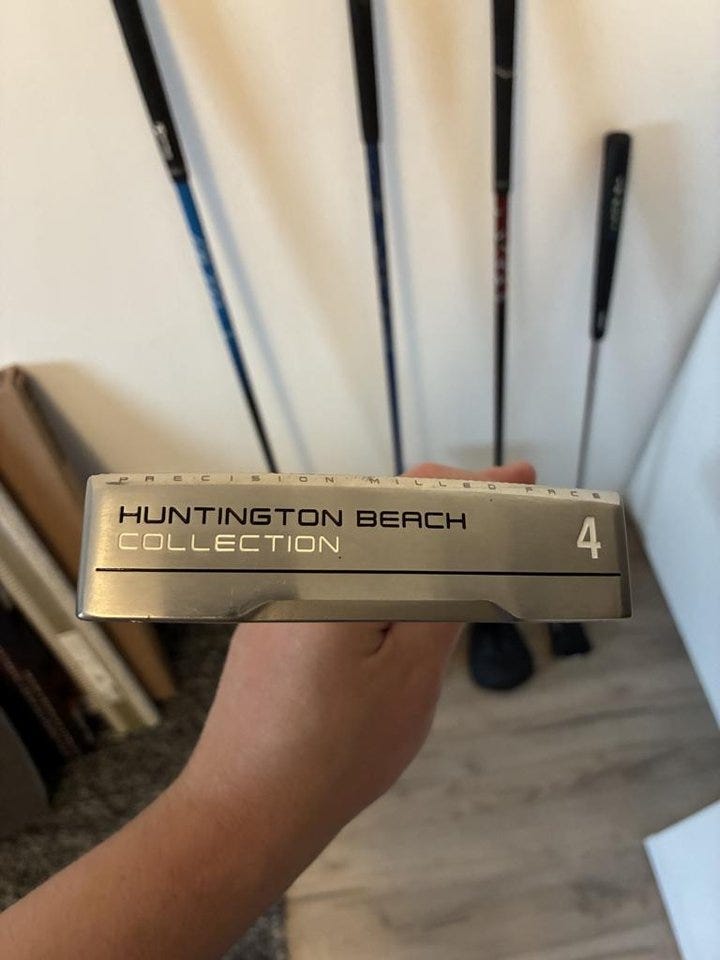 PRECISION MILLED FACE
HUNTINGTON BEACH
COLLECTION
4